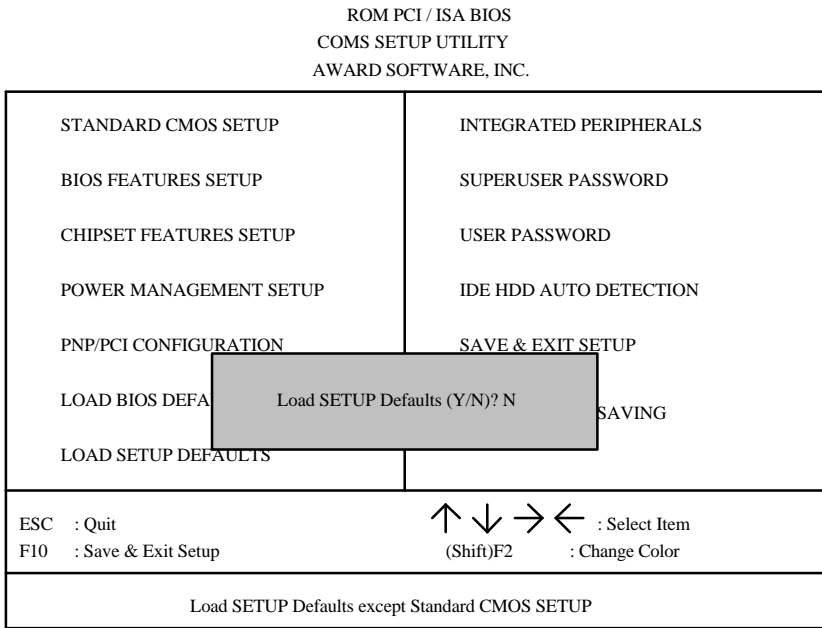 ROM PCI / ISA BIOS
COMS SETUP UTILITY
AWARD SOFTWARE, INC.
STANDARD CMOS SETUP
BIOS FEATURES SETUP
CHIPSET FEATURES SETUP
POWER MANAGEMENT SETUP
PNP/PCI CONFIGURATION
LOAD BIOS DEFA
LOAD SETUP DEFAULTS
INTEGRATED PERIPHERALS
SUPERUSER PASSWORD
USER PASSWORD
IDE HDD AUTO DETECTION
SAVE & EXIT SETUP
SAVING
Load SETUP Defaults (Y/N)? N
ESC : Quit
F10 : Save & Exit Setup
↑ ↓ → ← : Select Item
(Shift)F2 : Change Color
Load SETUP Defaults except Standard CMOS SETUP